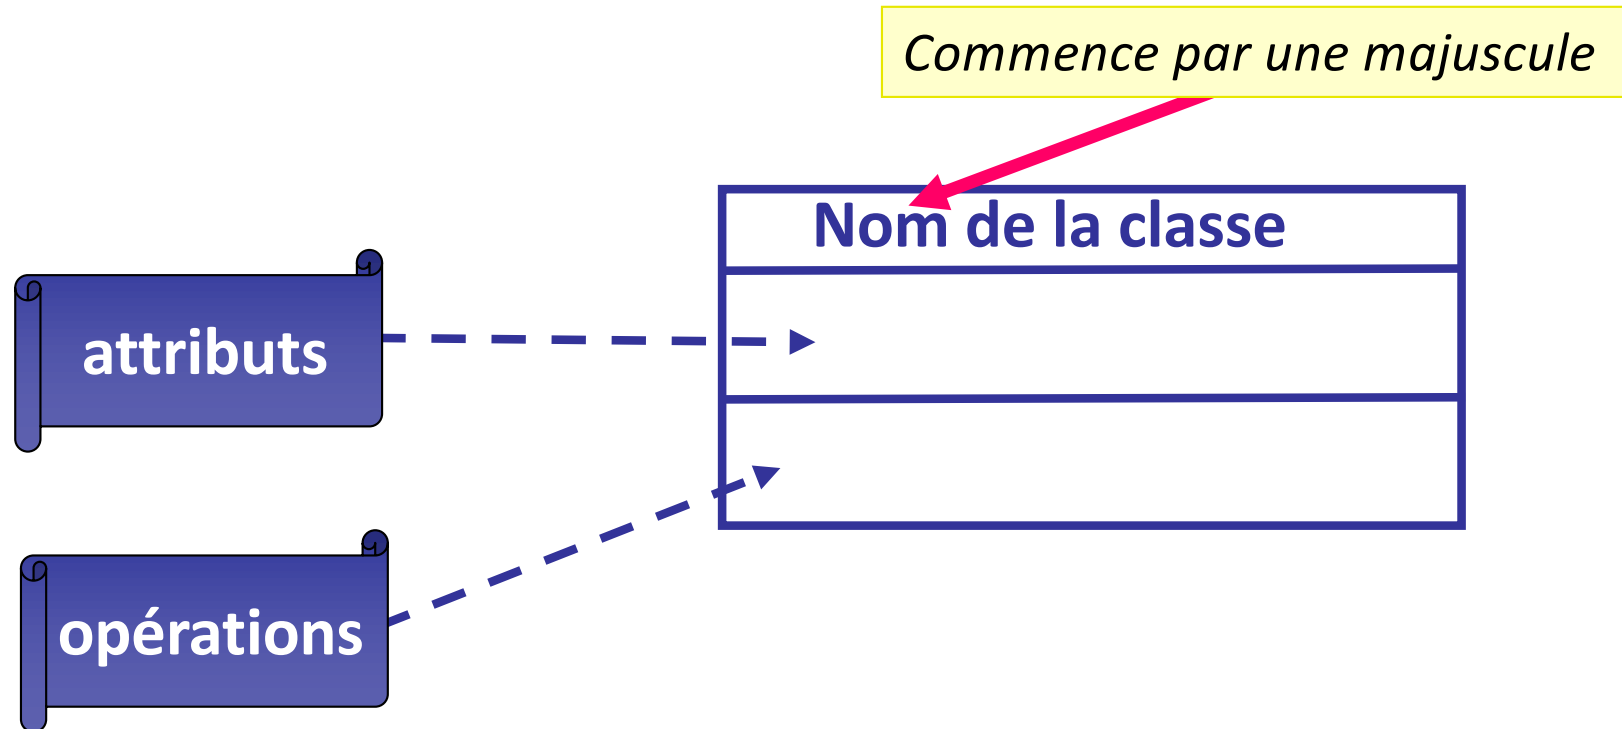 Commence par une majuscule
Nom de la classe
attributs
opérations